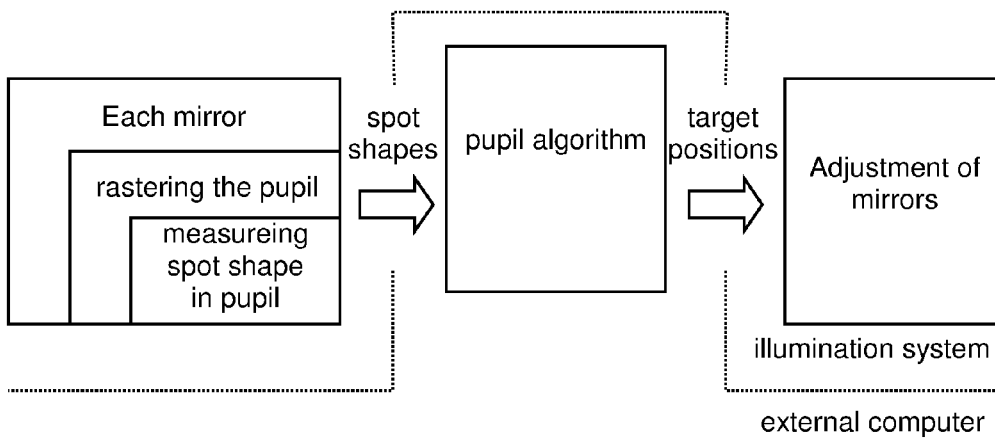 Each mirror
rastering the pupil
measureing
spot shape
in pupil
spot
shapes
pupil algorithm
target
positions
Adjustment of
mirrors
illumination system
external computer